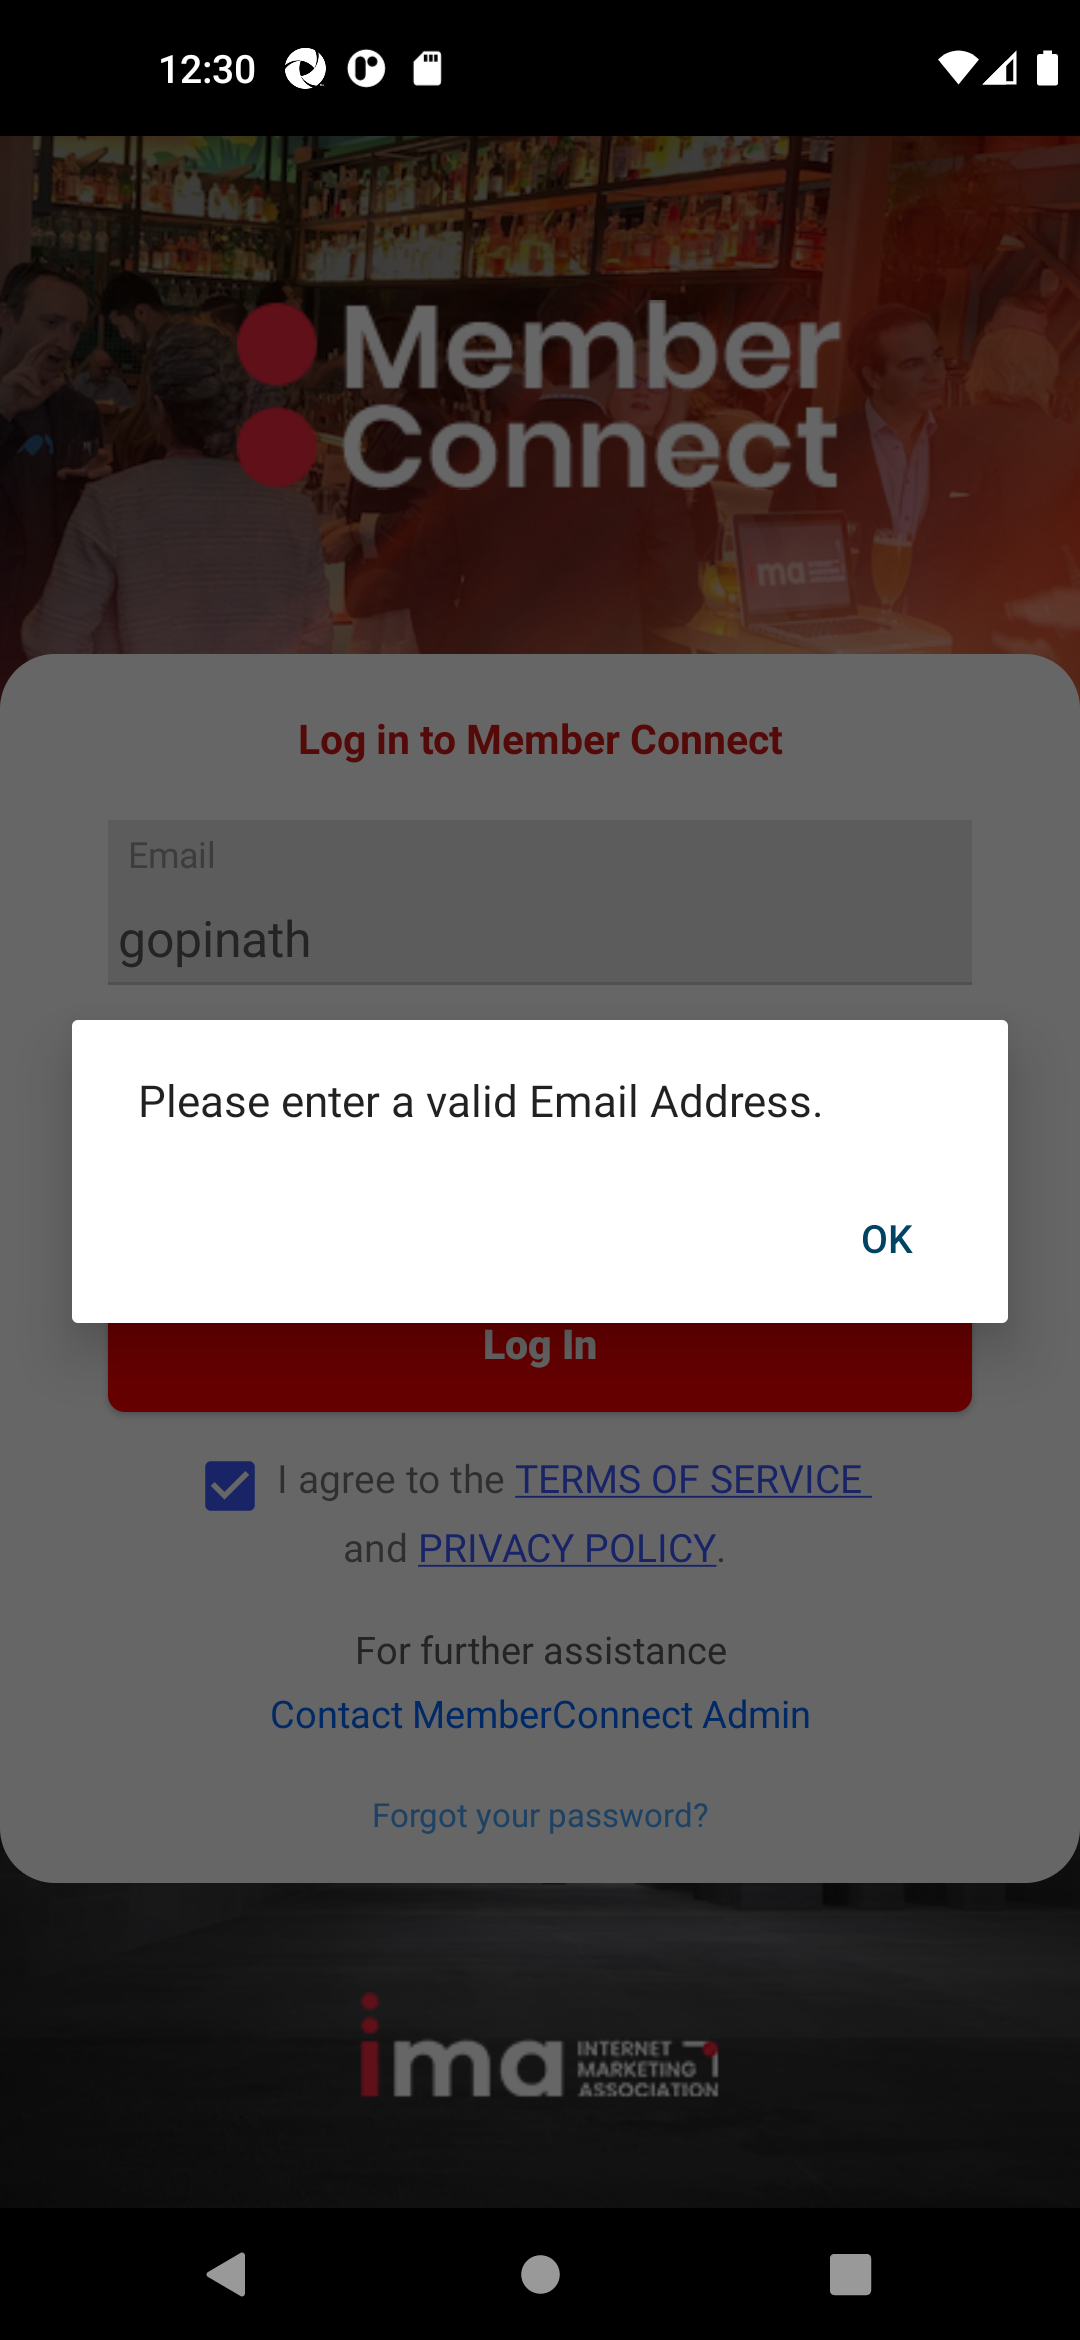 12:30
Member
Connect
ima
Log in to Member Connect
Email
gopinath
Please enter a valid Email Address.
OK
Log In
I agree to the TERMS OF SERVICE
and PRIVACY POLICY.
For further assistance
Contact MemberConnect Admin
Forgot your password?
ima INTERNET
MARKETING
ASSOCIATION